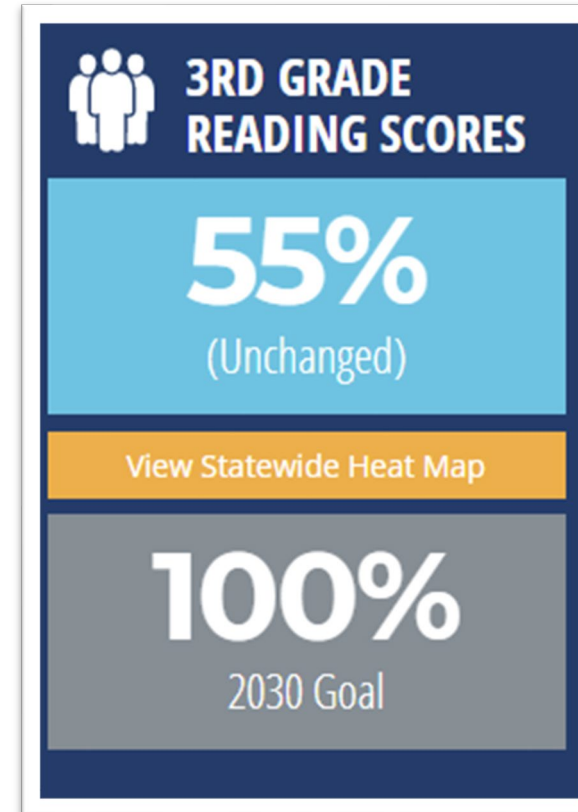 3RD GRADE
READING SCORES
55%
(Unchanged)
View Statewide Heat Map
100%
2030 Goal